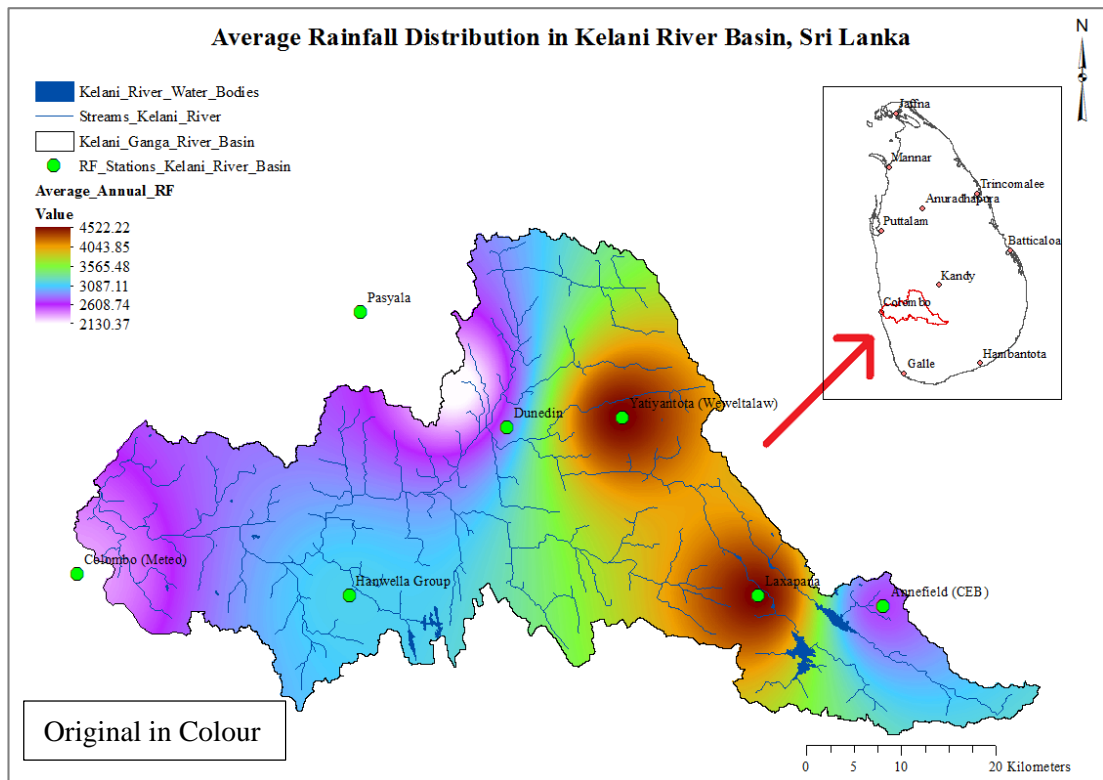 Average Rainfall Distribution in Kelani River Basin, Sri Lanka
N
Kelani_River_Water_Bodies
Streams_Kelani_River
Kelani_Ganga_River_Basin
RF_Stations_Kelani_River_Basin
Average_Annual_RF
Value
4522.22
4043.85
3565.48
3087.11
2608.74
2130.37
Jaffna
Mannar
Trincomalee
Anuradhapura
Puttalam
Batticaloa
Kandy
Colombo
Hambantota
Galle
Pasyala
Dunedin
Yatiyantota (Weweltalaw)
Colombo (Meteo)
Hanwella Group
Laxapana
Annefield (CEB)
Original in Colour
0 5 10 20 Kilometers